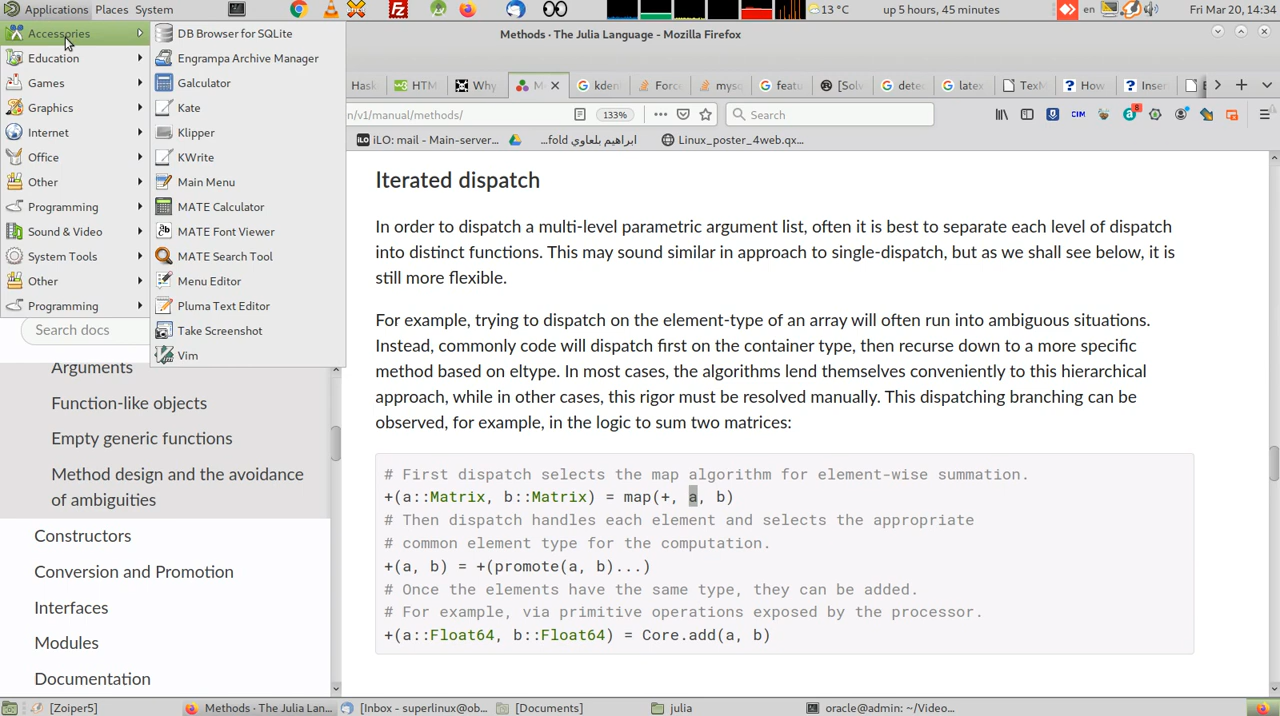 Applications Places System
13 °C
up 5 hours, 45 minutes
en
Fri Mar 20, 14:34
Methods · The Julia Language - Mozilla Firefox
Accessories
Education
Games
Graphics
Internet
Office
Other
Programming
Sound & Video
System Tools
Other
Programming
DB Browser for SQLite
Engrampa Archive Manager
Galculator
Kate
Klipper
KWrite
Main Menu
MATE Calculator
MATE Font Viewer
MATE Search Tool
Menu Editor
Pluma Text Editor
Take Screenshot
Vim
Hask
HTM
Why
M
kden
Forc
mysc
featu
[Solv
detec
latex
TexM
How
Inser
n/v1/manual/methods/
133%
Search
CIM
8
iLO: mail - Main-server...
...ابراهيم بلعاوي fold
Linux_poster_4web.qx...
Search docs
Arguments
Function-like objects
Empty generic functions
Method design and the avoidance
of ambiguities
Constructors
Conversion and Promotion
Interfaces
Modules
Documentation
Iterated dispatch
In order to dispatch a multi-level parametric argument list, often it is best to separate each level of dispatch
into distinct functions. This may sound similar in approach to single-dispatch, but as we shall see below, it is
still more flexible.
For example, trying to dispatch on the element-type of an array will often run into ambiguous situations.
Instead, commonly code will dispatch first on the container type, then recurse down to a more specific
method based on eltype. In most cases, the algorithms lend themselves conveniently to this hierarchical
approach, while in other cases, this rigor must be resolved manually. This dispatching branching can be
observed, for example, in the logic to sum two matrices:
# First dispatch selects the map algorithm for element-wise summation.
+(a::Matrix, b::Matrix) = map(+, a, b)
# Then dispatch handles each element and selects the appropriate
# common element type for the computation.
+(a, b) = +(promote(a, b)...)
# Once the elements have the same type, they can be added.
# For example, via primitive operations exposed by the processor.
+(a::Float64, b::Float64) = Core.add(a, b)
[Zoiper5]
Methods · The Julia Lan...
[Inbox - superlinux@ob...
[Documents]
julia
oracle@admin: ~/Video...